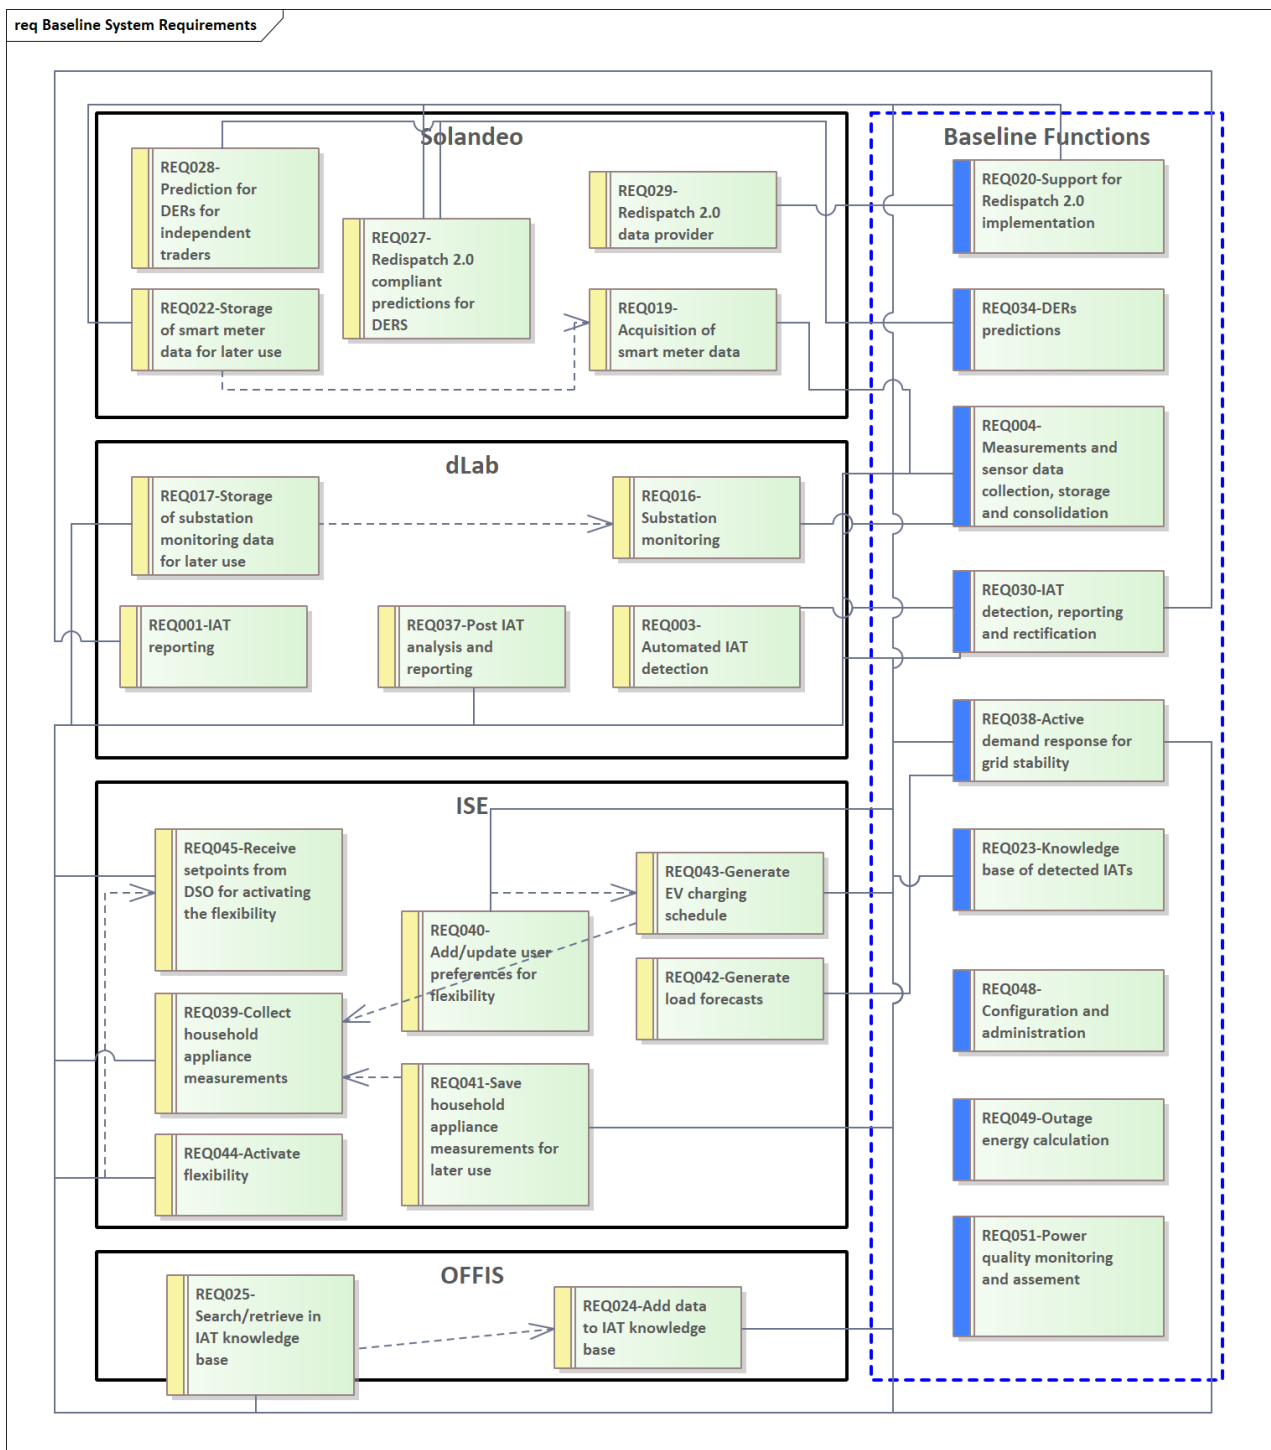 req Baseline System Requirements
Solandeo
REQ028-
Prediction for
DERs for
independent
traders
REQ027-
Redispatch 2.0
compliant
predictions for
DERS
REQ029-
Redispatch 2.0
data provider
REQ022-Storage
of smart meter
data for later use
REQ019-
Acquisition of
smart meter data
dLab
REQ017-Storage
of substation
monitoring data
for later use
REQ016-
Substation
monitoring
REQ001-IAT
reporting
REQ037-Post IAT
analysis and
reporting
REQ003-
Automated IAT
detection
ISE
REQ045-Receive
setpoints from
DSO for activating
the flexibility
REQ040-
Add/update user
preferences for
flexibility
REQ043-Generate
EV charging
schedule
REQ042-Generate
load forecasts
REQ039-Collect
household
appliance
measurements
REQ041-Save
household
appliance
measurements for
later use
REQ044-Activate
flexibility
OFFIS
REQ025-
Search/retrieve in
IAT knowledge
base
REQ024-Add data
to IAT knowledge
base
Baseline Functions
REQ020-Support for
Redispatch 2.0
implementation
REQ034-DERs
predictions
REQ004-
Measurements and
sensor data
collection, storage
and consolidation
REQ030-IAT
detection, reporting
and rectification
REQ038-Active
demand response for
grid stability
REQ023-Knowledge
base of detected IATs
REQ048-
Configuration and
administration
REQ049-Outage
energy calculation
REQ051-Power
quality monitoring
and assement